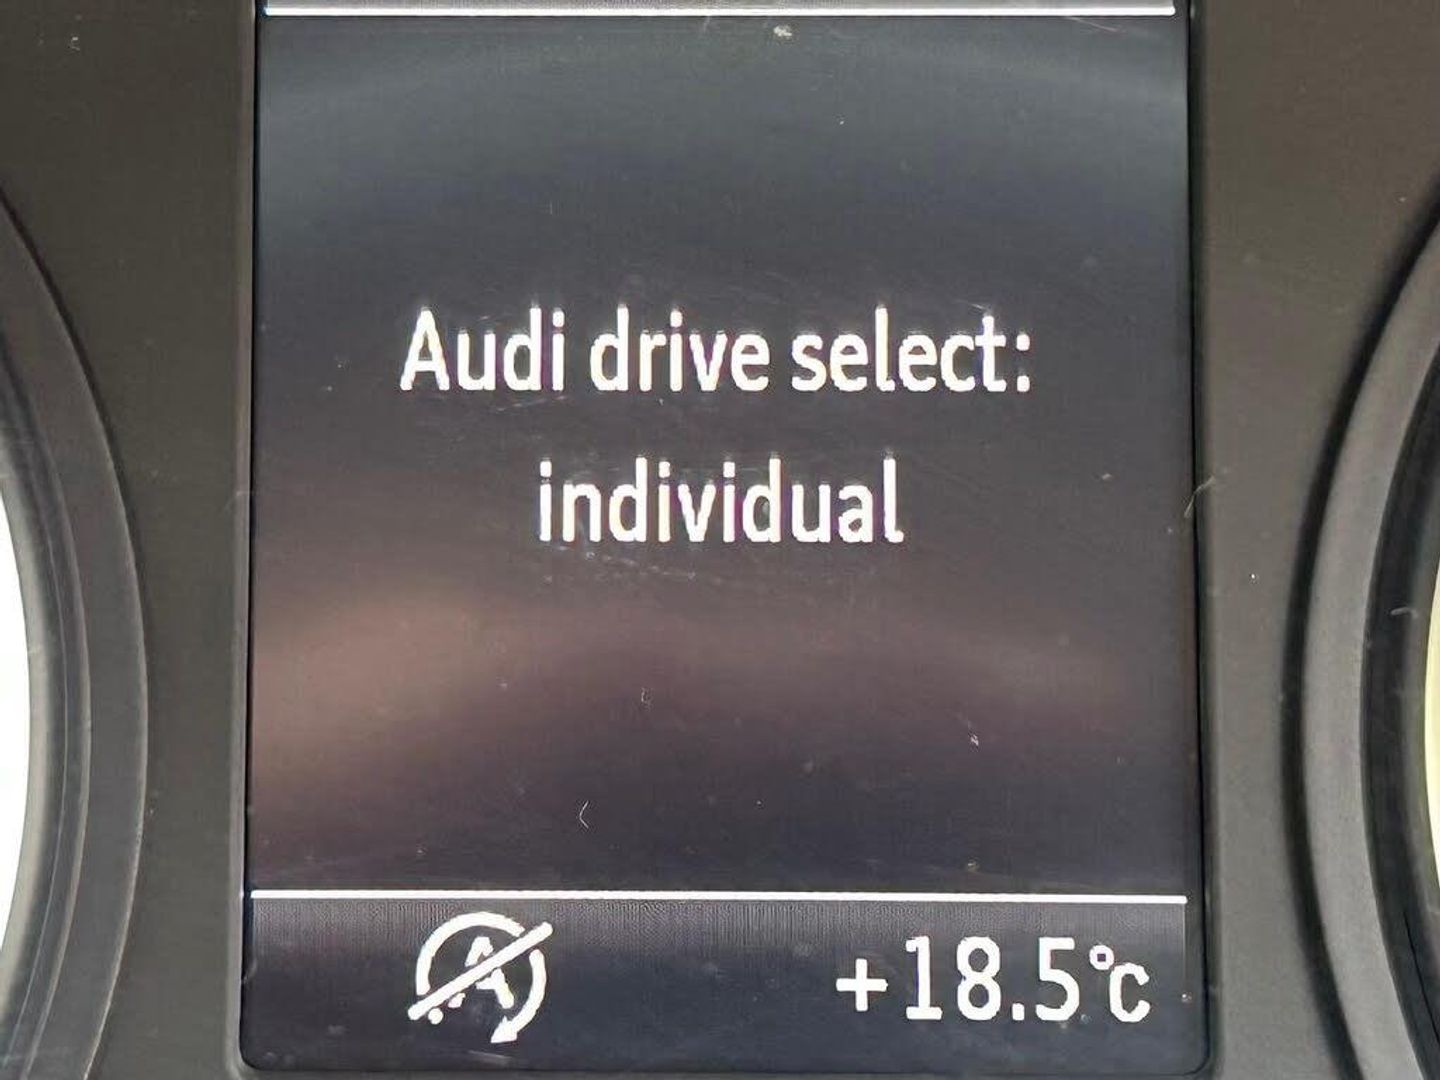 Audi drive select:
individual
A
+18.5°C